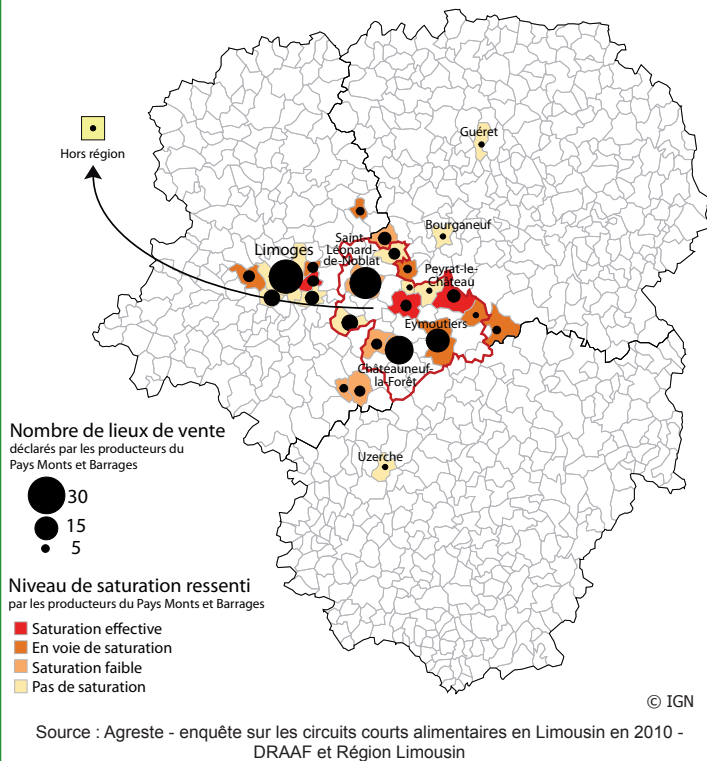 Guéret
Hors région
Bourganeuf
Saint-
Léonard-
de-Noblat
Limoges
Peyrat-le-
Château
Eymoutiers
Châteauneuf-
la-Forêt
Uzerche
Nombre de lieux de vente
déclarés par les producteurs du
Pays Monts et Barrages
30
15
5
Niveau de saturation ressenti
par les producteurs du Pays Monts et Barrages
Saturation effective
En voie de saturation
Saturation faible
Pas de saturation
© IGN
Source : Agreste - enquête sur les circuits courts alimentaires en Limousin en 2010 -
DRAAF et Région Limousin